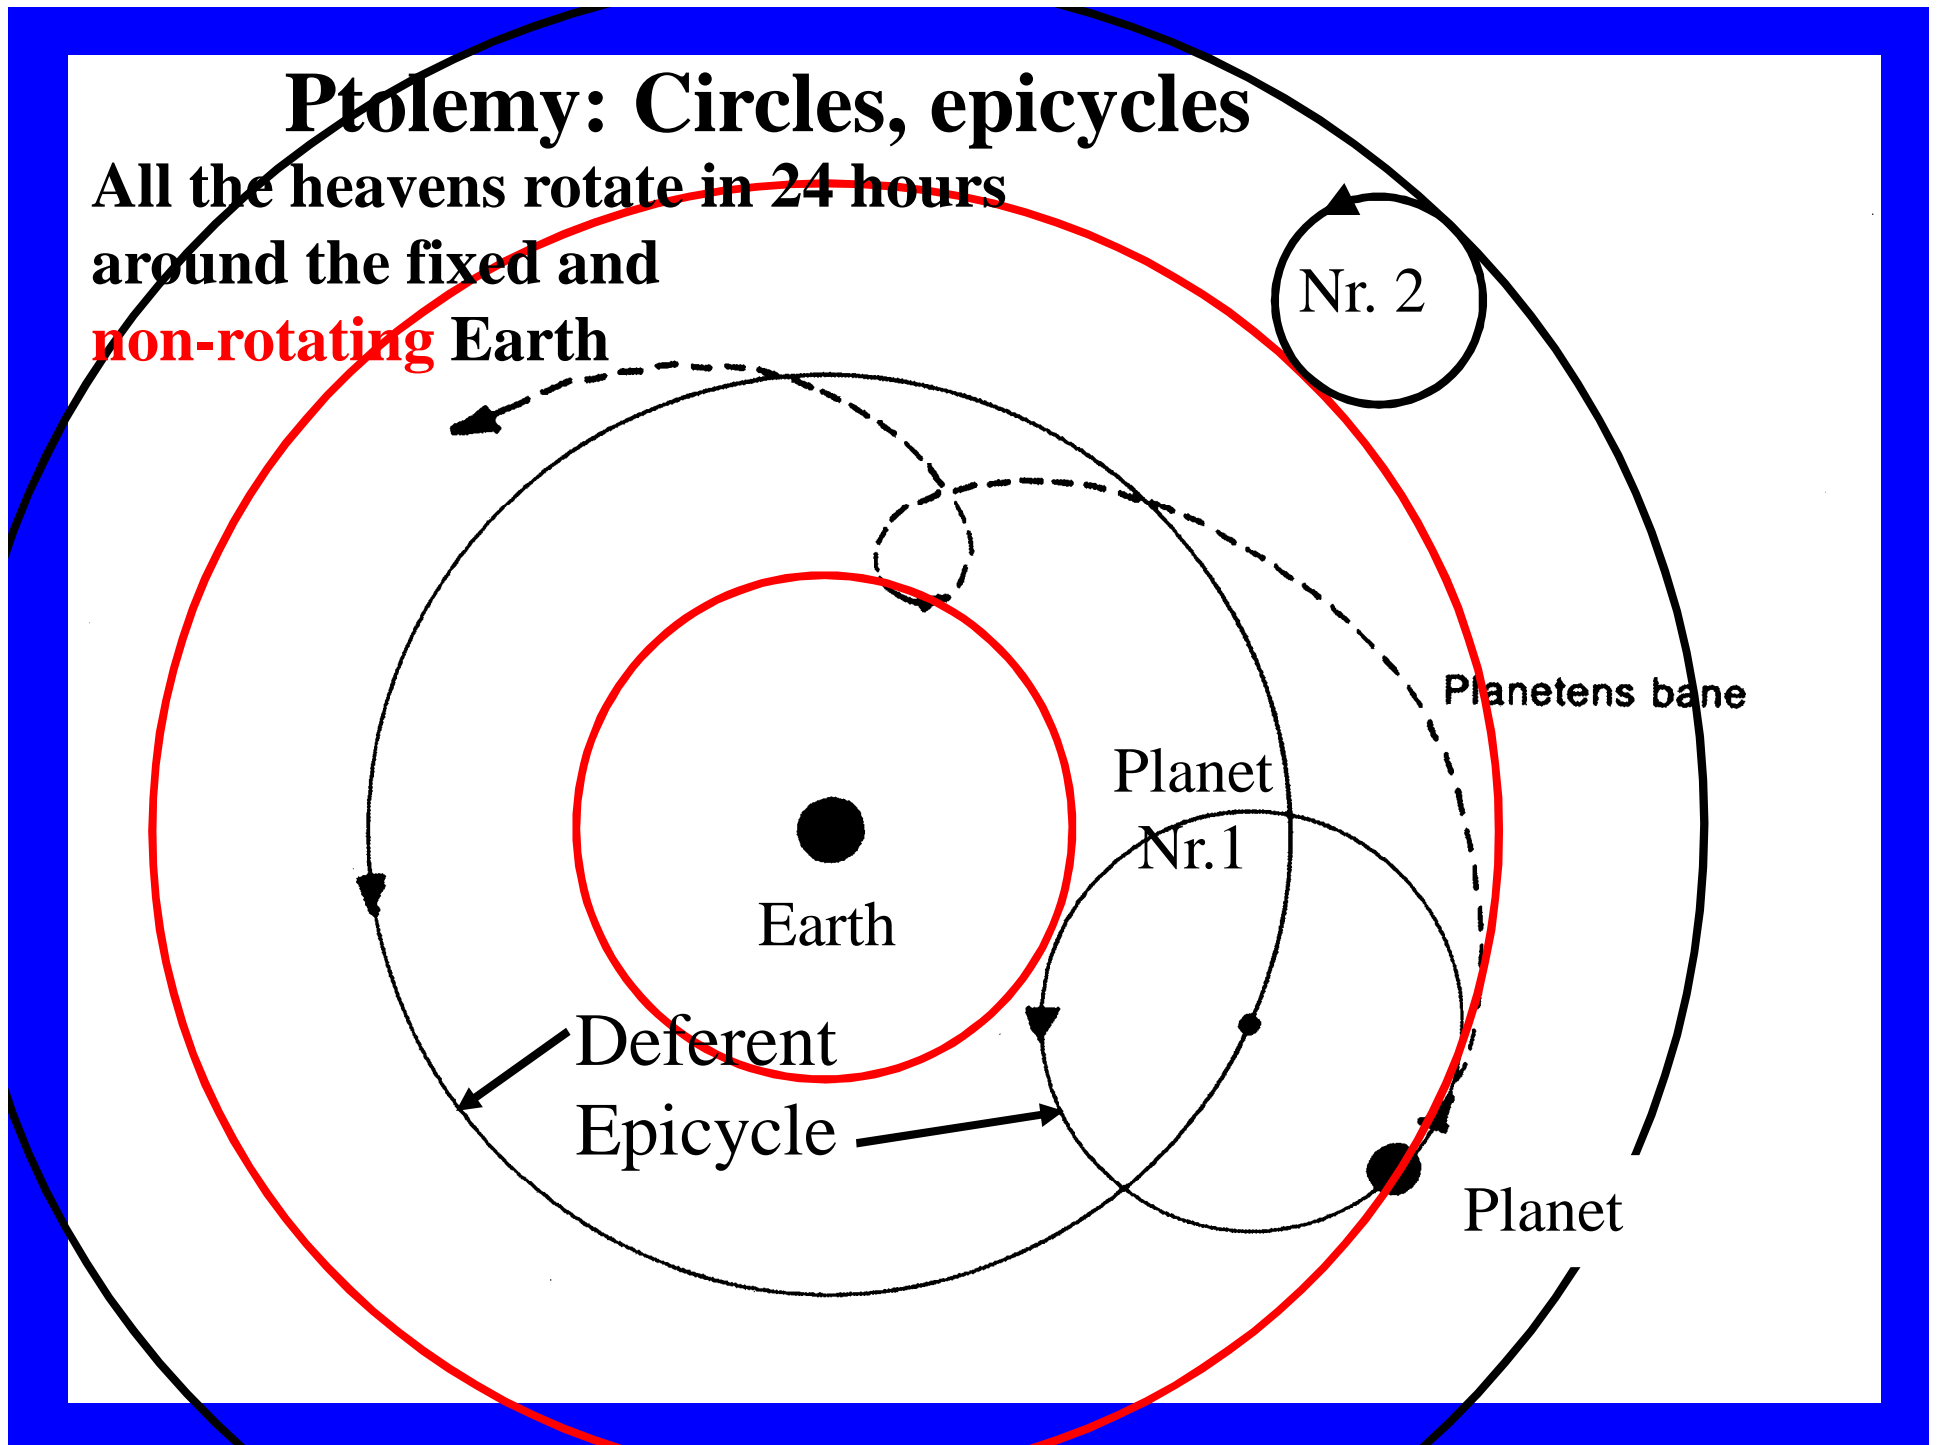 Ptolemy: Circles, epicycles
All the heavens rotate in 24 hours
around the fixed and
non-rotating Earth
Nr. 2
Planetens bane
Planet
Nr.1
Earth
Deferent
Epicycle
Planet